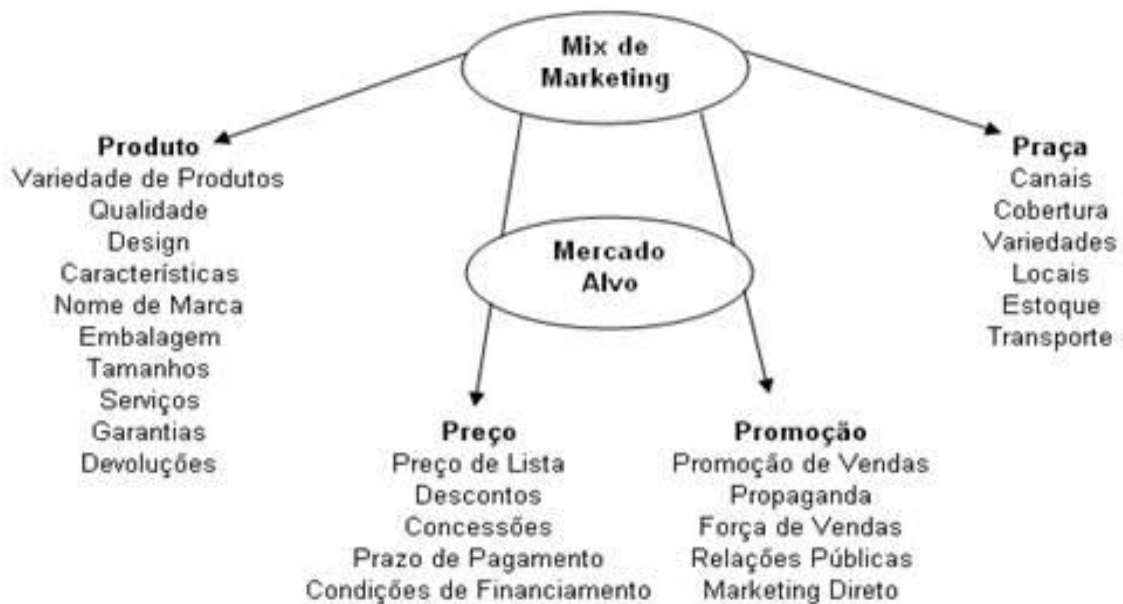 Mix de
Marketing
Produto
Variedade de Produtos
Qualidade
Design
Características
Nome de Marca
Embalagem
Tamanhos
Serviços
Garantias
Devoluções
Mercado
Alvo
Preço
Preço de Lista
Descontos
Concessões
Prazo de Pagamento
Condições de Financiamento
Promoção
Promoção de Vendas
Propaganda
Força de Vendas
Relações Públicas
Marketing Direto
Praça
Canais
Cobertura
Variedades
Locais
Estoque
Transporte